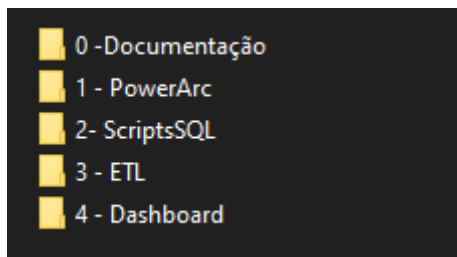 0 -Documentação
1 - PowerArc
2- ScriptsSQL
3 - ETL
4 - Dashboard